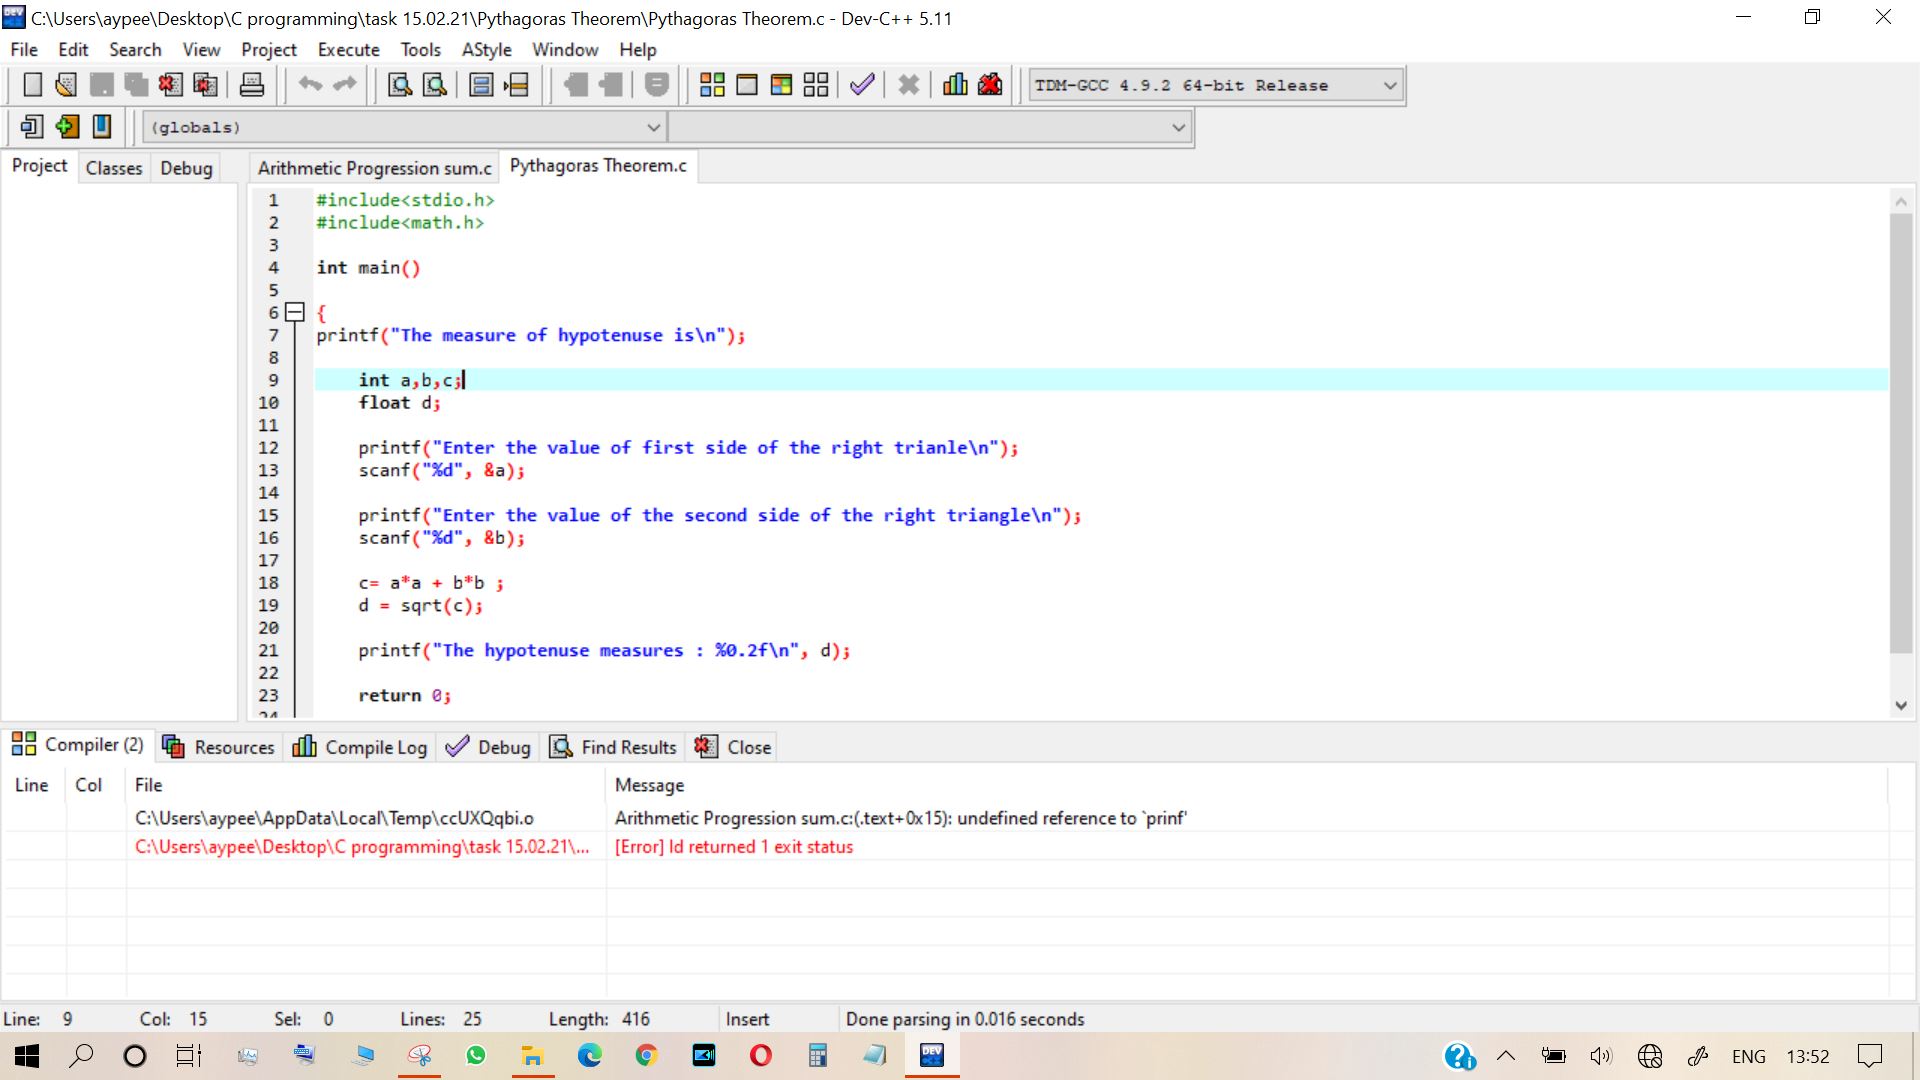 C:\Users\aypee\Desktop\C programming\task 15.02.21\Pythagoras Theorem\Pythagoras Theorem.c - Dev-C++ 5.11
File Edit Search View Project Execute Tools AStyle Window Help
TDM-GCC 4.9.2 64-bit Release
(globals)
Project Classes Debug Arithmetic Progression sum.c Pythagoras Theorem.c
1 #include<stdio.h>
2 #include<math.h>
3
4 int main()
5
6 {
7 printf("The measure of hypotenuse is\n");
8
9 int a,b,c;
10 float d;
11
12 printf("Enter the value of first side of the right trianle\n");
13 scanf("%d", &a);
14
15 printf("Enter the value of the second side of the right triangle\n");
16 scanf("%d", &b);
17
18 c= a*a + b*b ;
19 d = sqrt(c);
20
21 printf("The hypotenuse measures : %0.2f\n", d);
22
23 return 0;
24
Compiler (2) Resources Compile Log Debug Find Results Close
Line Col File Message
C:\Users\aypee\AppData\Local\Temp\ccUXQqbi.o Arithmetic Progression sum.c:(.text+0x15): undefined reference to `prinf'
C:\Users\aypee\Desktop\C programming\task 15.02.21\... [Error] ld returned 1 exit status
Line: 9 Col: 15 Sel: 0 Lines: 25 Length: 416 Insert Done parsing in 0.016 seconds
DEV ENG 13:52